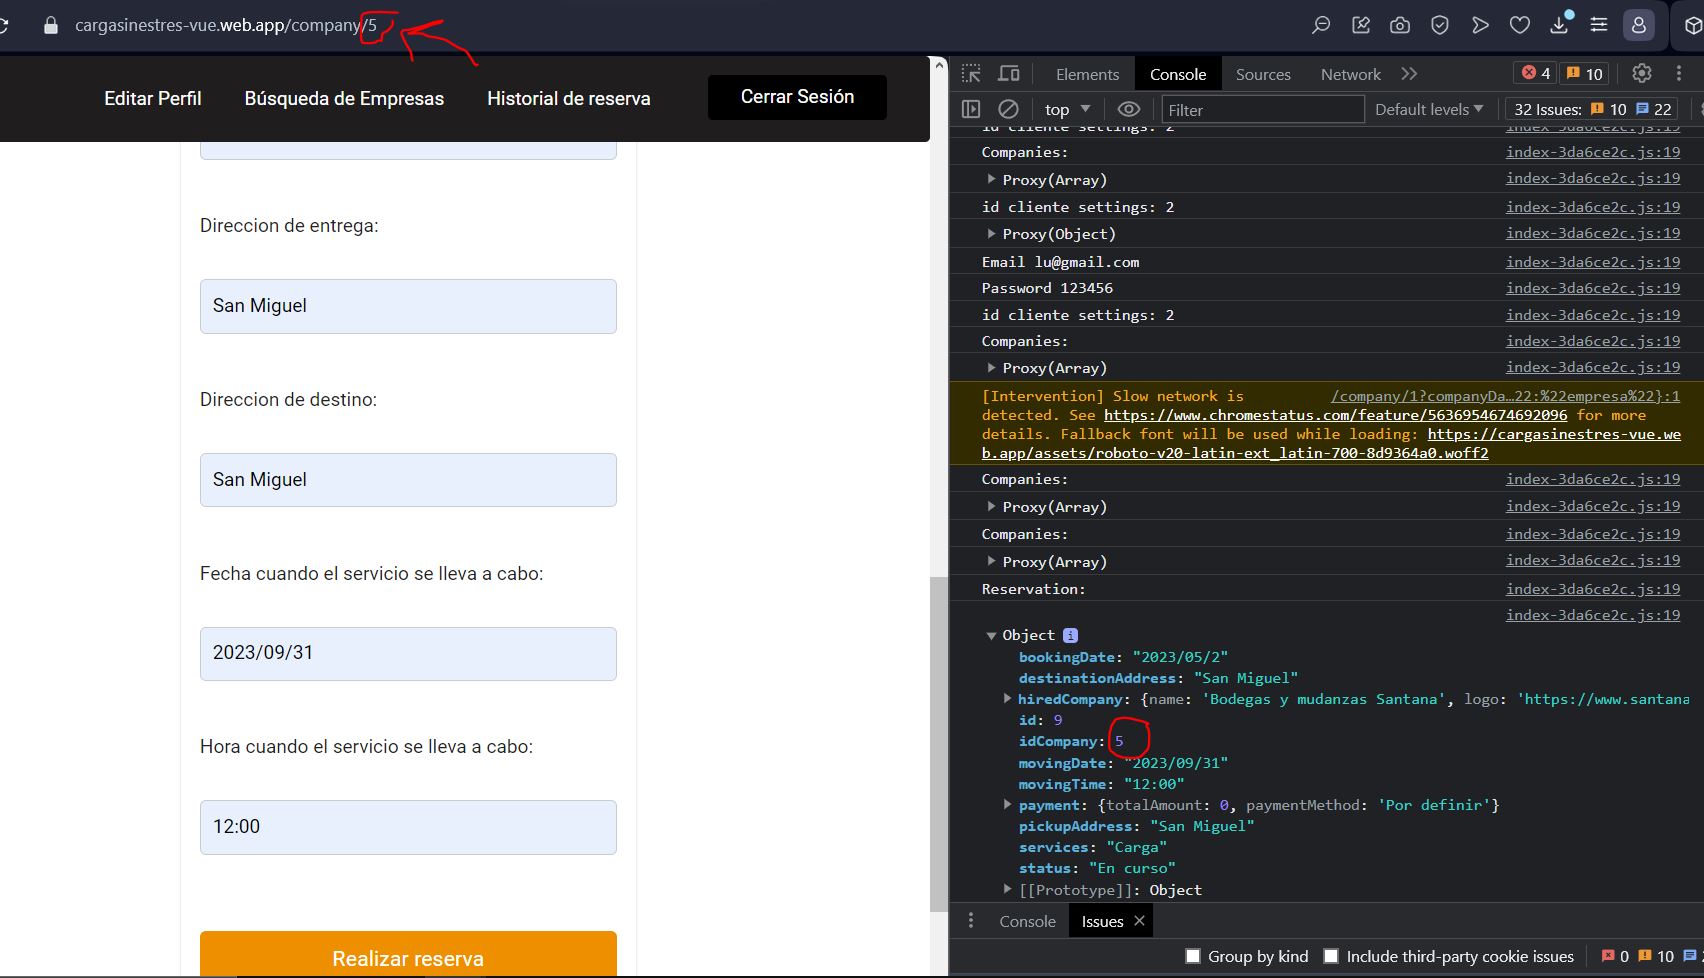 cargasinestres-vue.web.app/company/5
Editar Perfil
Búsqueda de Empresas
Historial de reserva
Cerrar Sesión
Direccion de entrega:
San Miguel
Direccion de destino:
San Miguel
Fecha cuando el servicio se lleva a cabo:
2023/09/31
Hora cuando el servicio se lleva a cabo:
12:00
Realizar reserva
Elements Console Sources Network 4 10
top Filter Default levels 32 Issues: 10 22
id cliente settings: 2 index-3da6ce2c.js:19
Companies: index-3da6ce2c.js:19
Proxy(Array) index-3da6ce2c.js:19
id cliente settings: 2 index-3da6ce2c.js:19
Proxy(Object) index-3da6ce2c.js:19
Email lu@gmail.com index-3da6ce2c.js:19
Password 123456 index-3da6ce2c.js:19
id cliente settings: 2 index-3da6ce2c.js:19
Companies: index-3da6ce2c.js:19
Proxy(Array) index-3da6ce2c.js:19
[Intervention] Slow network is /company/1?companyDa…22:%22empresa%22}:1
detected. See https://www.chromestatus.com/feature/5636954674692096 for more
details. Fallback font will be used while loading: https://cargasinestres-vue.we
b.app/assets/roboto-v20-latin-ext_latin-700-8d9364a0.woff2
Companies: index-3da6ce2c.js:19
Proxy(Array) index-3da6ce2c.js:19
Companies: index-3da6ce2c.js:19
Proxy(Array) index-3da6ce2c.js:19
Reservation: index-3da6ce2c.js:19
index-3da6ce2c.js:19
Object i
bookingDate: "2023/05/2"
destinationAddress: "San Miguel"
hiredCompany: {name: 'Bodegas y mudanzas Santana', logo: 'https://www.santana
id: 9
idCompany: 5
movingDate: "2023/09/31"
movingTime: "12:00"
payment: {totalAmount: 0, paymentMethod: 'Por definir'}
pickupAddress: "San Miguel"
services: "Carga"
status: "En curso"
[[Prototype]]: Object
Console Issues
Group by kind Include third-party cookie issues 0 10